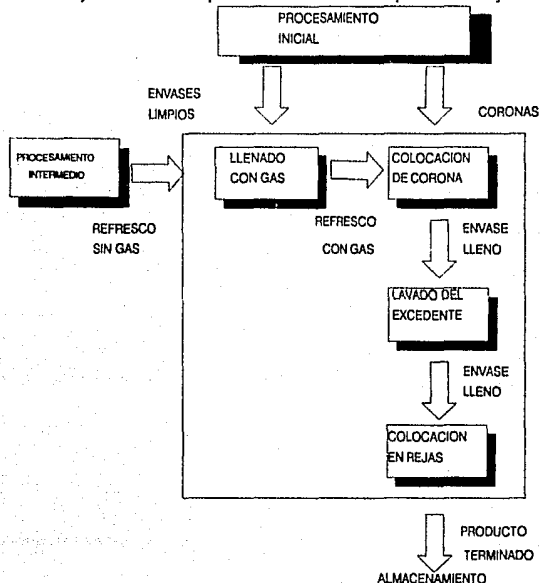 PROCESAMIENTO
INICIAL
ENVASES
LIMPIOS
CORONAS
PROCESAMIENTO
INTERMEDIO
LLENADO
CON GAS
COLOCACION
DE CORONA
REFRESCO
SIN GAS
REFRESCO
CON GAS
ENVASE
LLENO
LAVADO DEL
EXCEDENTE
ENVASE
LLENO
COLOCACION
EN REJAS
PRODUCTO
TERMINADO
ALMACENAMIENTO